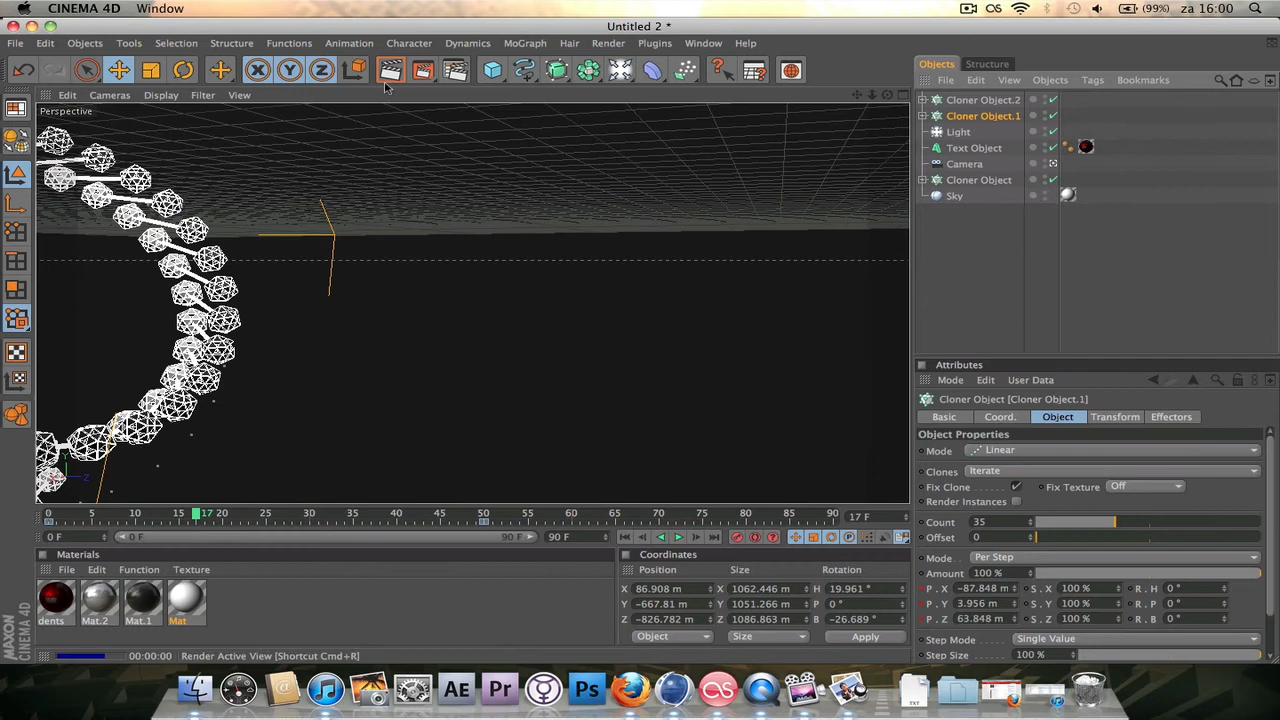 CINEMA 4D Window (99%) za 16:00
Untitled 2 *
File Edit Objects Tools Selection Structure Functions Animation Character Dynamics MoGraph Hair Render Plugins Window Help
Objects Structure
Edit Cameras Display Filter View
File Edit View Objects Tags Bookmarks
Perspective
Cloner Object.2
Cloner Object.1
Light
Text Object
Camera
Cloner Object
Sky
Attributes
Mode Edit User Data
Cloner Object [Cloner Object.1]
Basic Coord. Object Transform Effectors
Object Properties
Mode Linear
Clones Iterate
Fix Clone Fix Texture Off
Render Instances
Count 35
Offset 0
Mode Per Step
Amount 100 %
P . X -87.848 m S . X 100 % R . H 0 °
P . Y 3.956 m S . Y 100 % R . P 0 °
P . Z 63.848 m S . Z 100 % R . B 0 °
Step Mode Single Value
Step Size 100 %
0 5 10 17 20 25 30 35 40 45 50 55 60 65 70 75 80 85 90 17 F
0 F 0 F 90 F 90 F
Materials
File Edit Function Texture
dents Mat.2 Mat.1 Mat
Coordinates
Position Size Rotation
X 86.908 m X 1062.446 m H 19.961 °
Y -667.81 m Y 1051.266 m P 0 °
Z -826.782 m Z 1086.863 m B -26.689 °
Object Size Apply
MAXON CINEMA 4D
00:00:00 Render Active View [Shortcut Cmd+R]
AE Pr Ps TXT